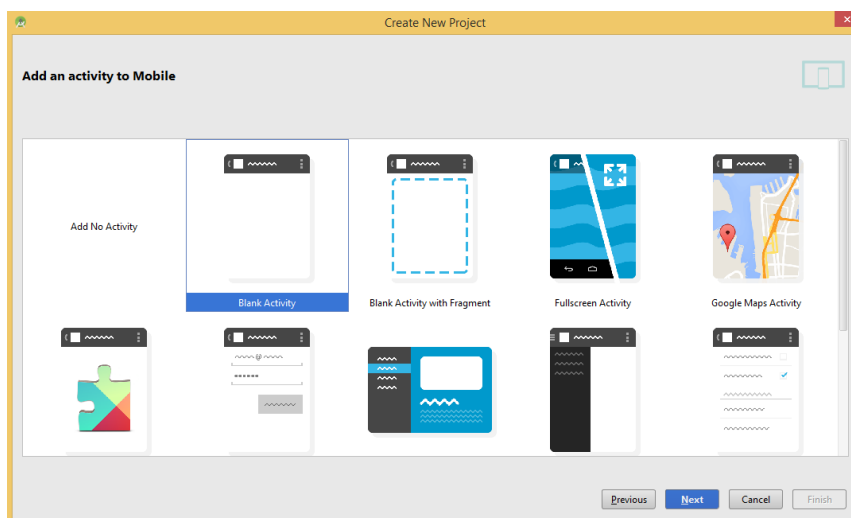 Create New Project
Add an activity to Mobile
Add No Activity
Blank Activity
Blank Activity with Fragment
Fullscreen Activity
Google Maps Activity
Previous
Next
Cancel
Finish